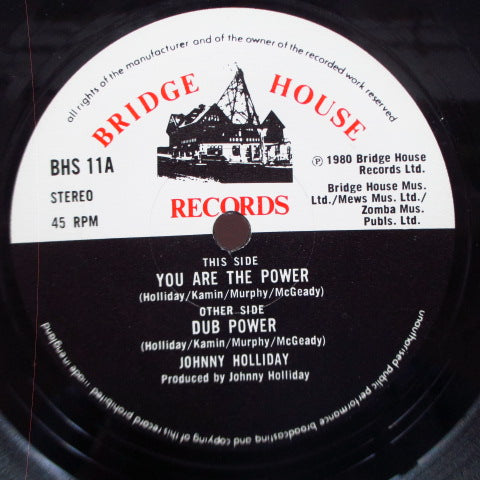 all rights of the manufacturer and of the owner of the recorded work reserved
BRIDGE HOUSE
RECORDS
BHS 11A
STEREO
45 RPM
℗ 1980 Bridge House
Records Ltd.
Bridge House Mus.
Ltd./Mews Mus. Ltd./
Zomba Mus.
Publs. Ltd.
THIS SIDE
YOU ARE THE POWER
(Holliday/Kamin/Murphy/McGeady)
OTHER SIDE
DUB POWER
(Holliday/Kamin/Murphy/McGeady)
JOHNNY HOLLIDAY
Produced by Johnny Holliday
unauthorised public performance broadcasting and copying of this record prohibited made in england